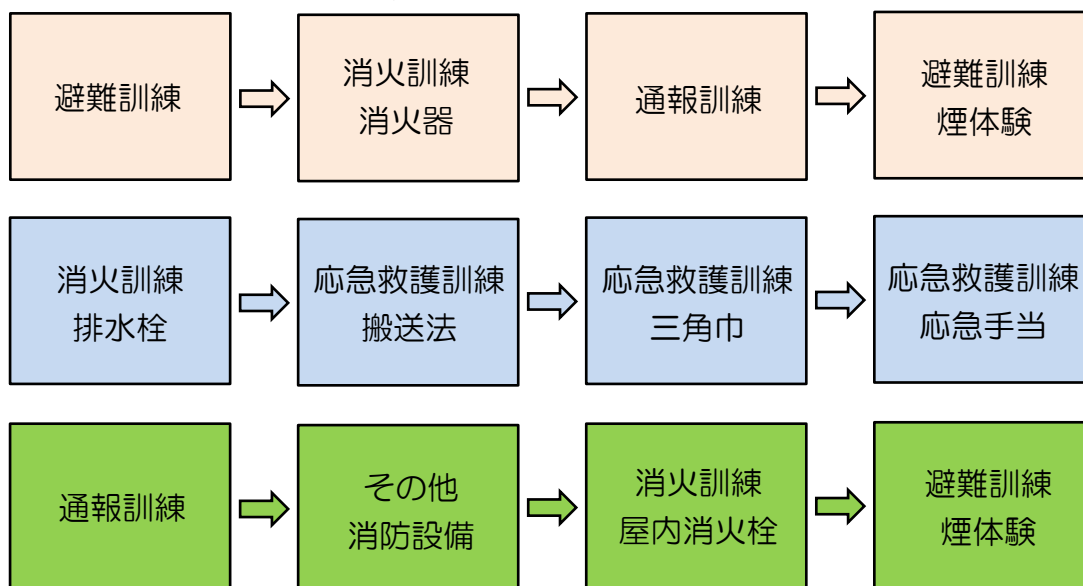 避難訓練
消火訓練
消火器
通報訓練
避難訓練
煙体験
消火訓練
排水栓
応急救護訓練
搬送法
応急救護訓練
三角巾
応急救護訓練
応急手当
通報訓練
その他
消防設備
消火訓練
屋内消火栓
避難訓練
煙体験